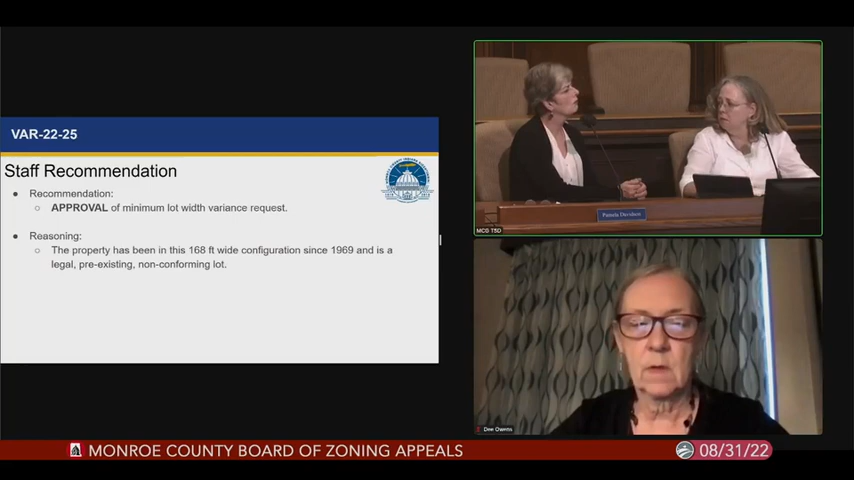 VAR-22-25
Staff Recommendation
● Recommendation:
○ APPROVAL of minimum lot width variance request.
● Reasoning:
○ The property has been in this 168 ft wide configuration since 1969 and is a
legal, pre-existing, non-conforming lot.
Pamela Davidson
MCG TSD
Dee Owens
MONROE COUNTY BOARD OF ZONING APPEALS
08/31/22